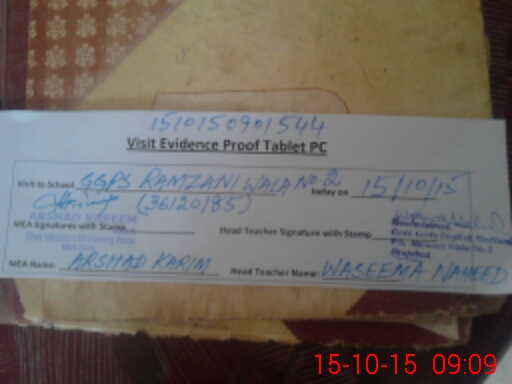 1510150901544
Visit Evidence Proof Tablet PC
Visit to School GGPS RAMZANI WALA NO. 2 today on 15/10/15
(36120185)
ARSHAD KAREEM
MEA Signatures with Stamp Head Teacher Signature with Stamp
MEA Name: ARSHAD KARIM Head Teacher Name: WASEEMA NAHEED
15-10-15 09:09